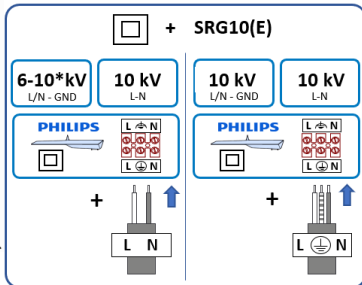 + SRG10(E)
6-10*kV
L/N - GND
10 kV
L-N
10 kV
L/N - GND
10 kV
L-N
PHILIPS
L N
L N
PHILIPS
L N
L N
+
L N
+
L N